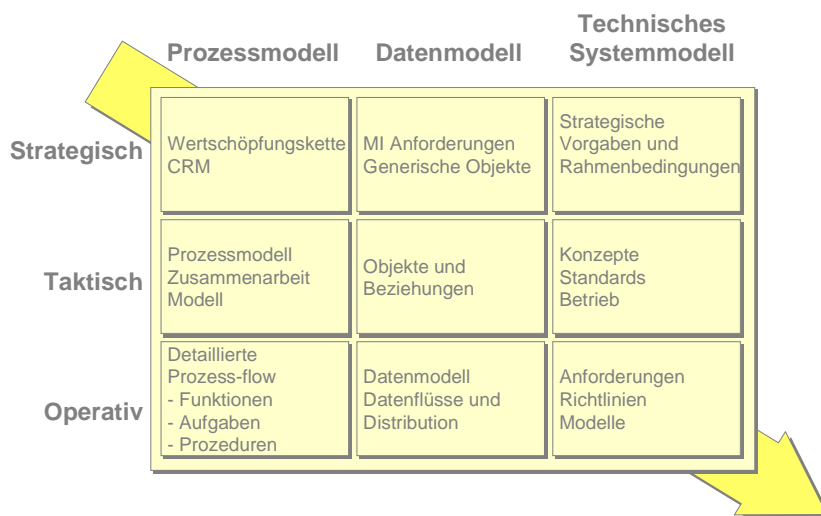 Prozessmodell
Datenmodell
Technisches
Systemmodell
Strategisch
Wertschöpfungskette
CRM
MI Anforderungen
Generische Objekte
Strategische
Vorgaben und
Rahmenbedingungen
Taktisch
Prozessmodell
Zusammenarbeit
Modell
Objekte und
Beziehungen
Konzepte
Standards
Betrieb
Operativ
Detaillierte
Prozess-flow
- Funktionen
- Aufgaben
- Prozeduren
Datenmodell
Datenflüsse und
Distribution
Anforderungen
Richtlinien
Modelle